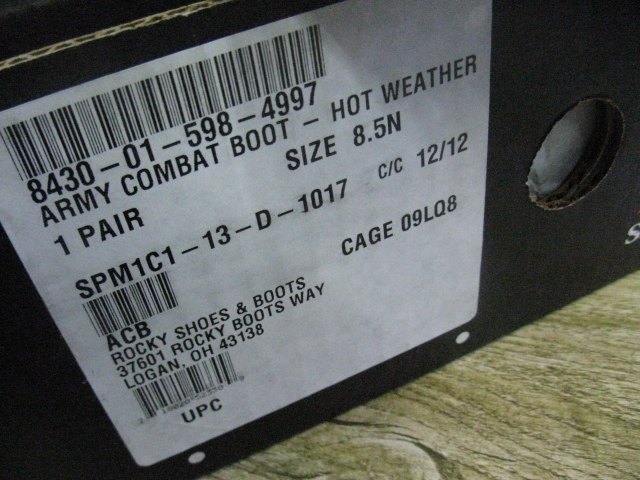 8430-01-598-4997
ARMY COMBAT BOOT - HOT WEATHER
1 PAIR SIZE 8.5N
SPM1C1-13-D-1017 C/C 12/12
CAGE 09LQ8
ACB
ROCKY SHOES & BOOTS
37601 ROCKY BOOTS WAY
LOGAN, OH 43138
UPC